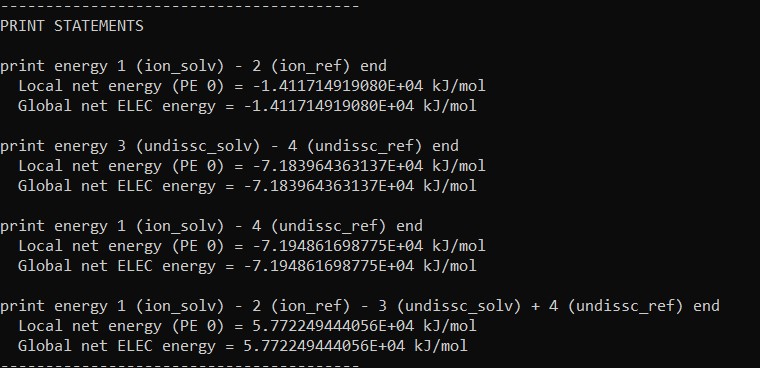 ----------------------------------------
PRINT STATEMENTS
print energy 1 (ion_solv) - 2 (ion_ref) end
Local net energy (PE 0) = -1.411714919080E+04 kJ/mol
Global net ELEC energy = -1.411714919080E+04 kJ/mol
print energy 3 (undissc_solv) - 4 (undissc_ref) end
Local net energy (PE 0) = -7.183964363137E+04 kJ/mol
Global net ELEC energy = -7.183964363137E+04 kJ/mol
print energy 1 (ion_solv) - 4 (undissc_ref) end
Local net energy (PE 0) = -7.194861698775E+04 kJ/mol
Global net ELEC energy = -7.194861698775E+04 kJ/mol
print energy 1 (ion_solv) - 2 (ion_ref) - 3 (undissc_solv) + 4 (undissc_ref) end
Local net energy (PE 0) = 5.772249444056E+04 kJ/mol
Global net ELEC energy = 5.772249444056E+04 kJ/mol
----------------------------------------